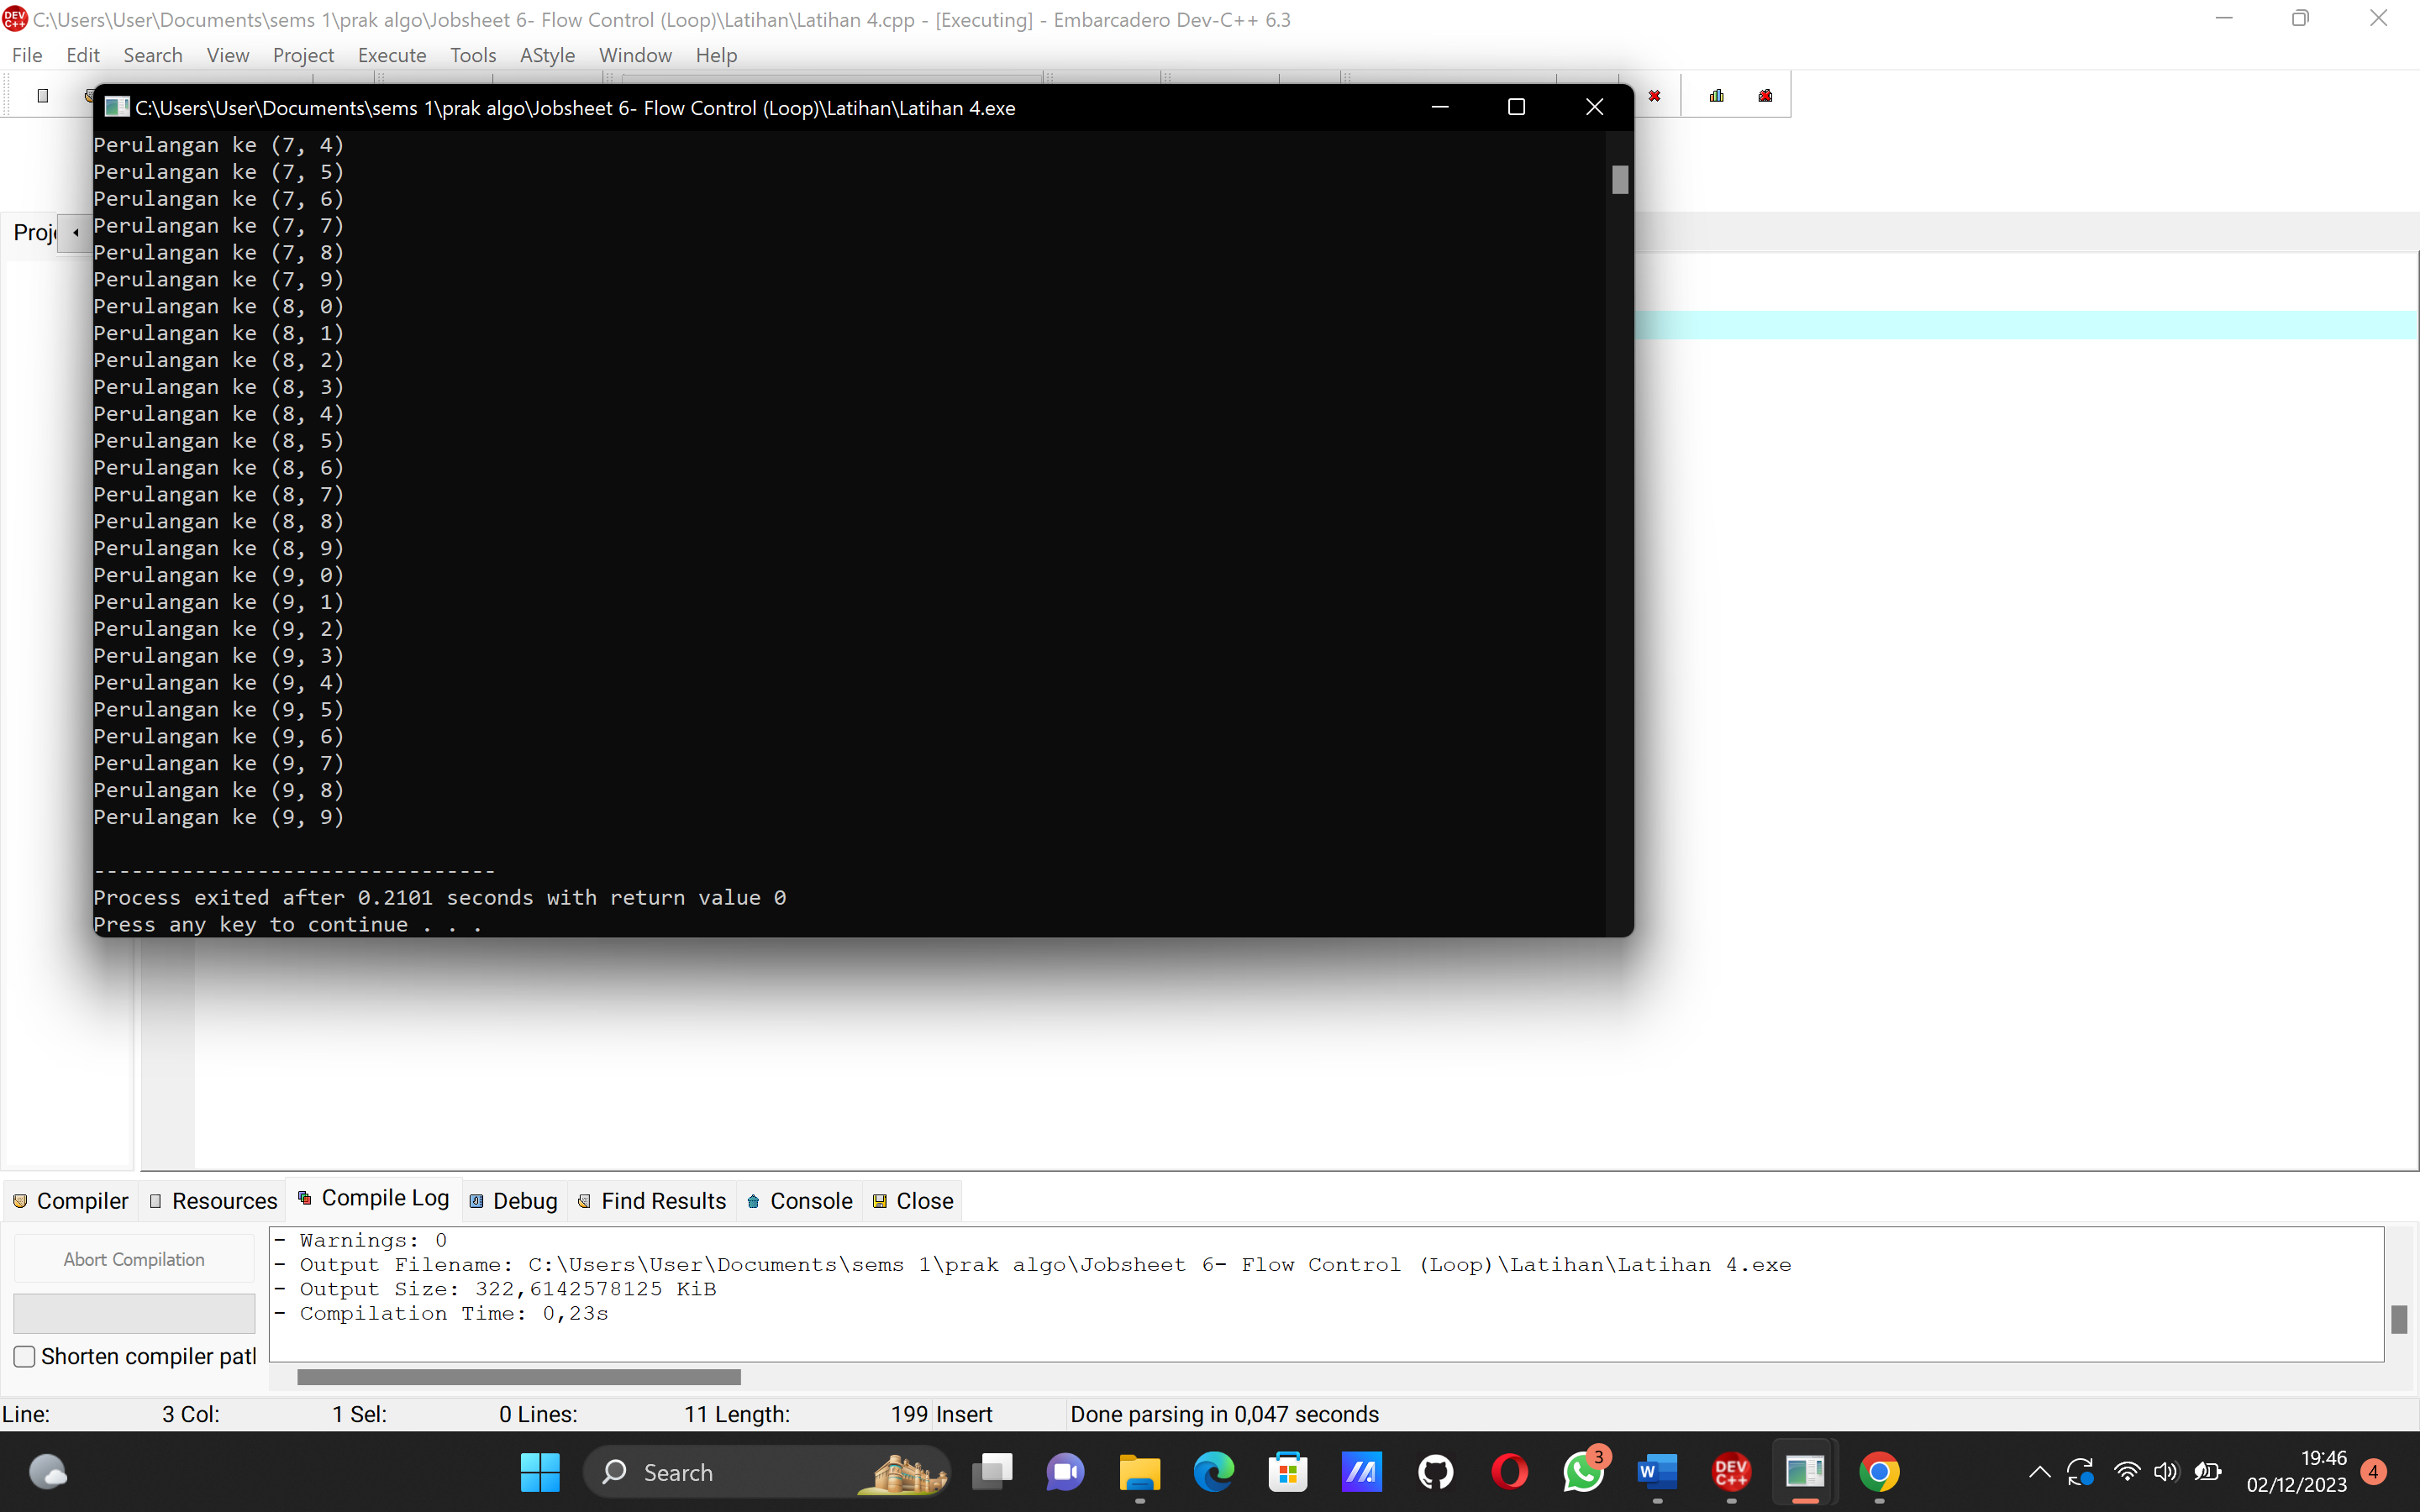 C:\Users\User\Documents\sems 1\prak algo\Jobsheet 6- Flow Control (Loop)\Latihan\Latihan 4.cpp - [Executing] - Embarcadero Dev-C++ 6.3
File Edit Search View Project Execute Tools AStyle Window Help
C:\Users\User\Documents\sems 1\prak algo\Jobsheet 6- Flow Control (Loop)\Latihan\Latihan 4.exe
Proj
Perulangan ke (7, 4)
Perulangan ke (7, 5)
Perulangan ke (7, 6)
Perulangan ke (7, 7)
Perulangan ke (7, 8)
Perulangan ke (7, 9)
Perulangan ke (8, 0)
Perulangan ke (8, 1)
Perulangan ke (8, 2)
Perulangan ke (8, 3)
Perulangan ke (8, 4)
Perulangan ke (8, 5)
Perulangan ke (8, 6)
Perulangan ke (8, 7)
Perulangan ke (8, 8)
Perulangan ke (8, 9)
Perulangan ke (9, 0)
Perulangan ke (9, 1)
Perulangan ke (9, 2)
Perulangan ke (9, 3)
Perulangan ke (9, 4)
Perulangan ke (9, 5)
Perulangan ke (9, 6)
Perulangan ke (9, 7)
Perulangan ke (9, 8)
Perulangan ke (9, 9)
--------------------------------
Process exited after 0.2101 seconds with return value 0
Press any key to continue . . .
Compiler Resources Compile Log Debug Find Results Console Close
Abort Compilation
Shorten compiler patl
- Warnings: 0
- Output Filename: C:\Users\User\Documents\sems 1\prak algo\Jobsheet 6- Flow Control (Loop)\Latihan\Latihan 4.exe
- Output Size: 322,6142578125 KiB
- Compilation Time: 0,23s
Line: 3 Col: 1 Sel: 0 Lines: 11 Length: 199 Insert Done parsing in 0,047 seconds
Search
3
W
DEV C++
19:46
02/12/2023
4